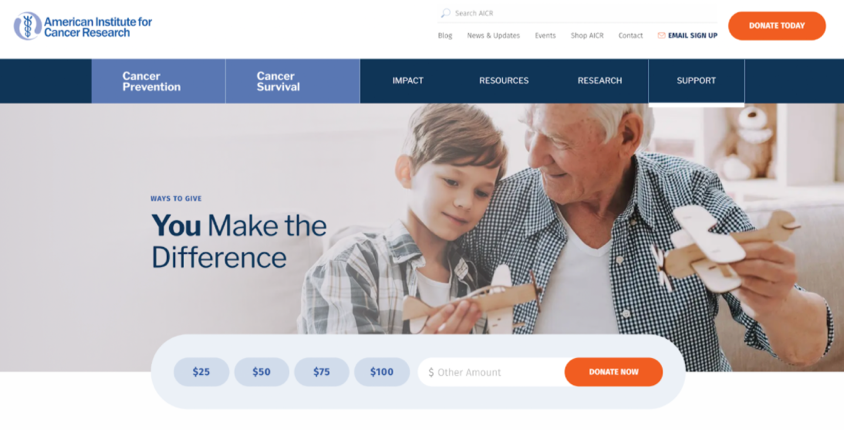 American Institute for
Cancer Research
Search AICR
Blog
News & Updates
Events
Shop AICR
Contact
EMAIL SIGN UP
DONATE TODAY
Cancer
Prevention
Cancer
Survival
IMPACT
RESOURCES
RESEARCH
SUPPORT
WAYS TO GIVE
You Make the
Difference
$25
$50
$75
$100
$ Other Amount
DONATE NOW